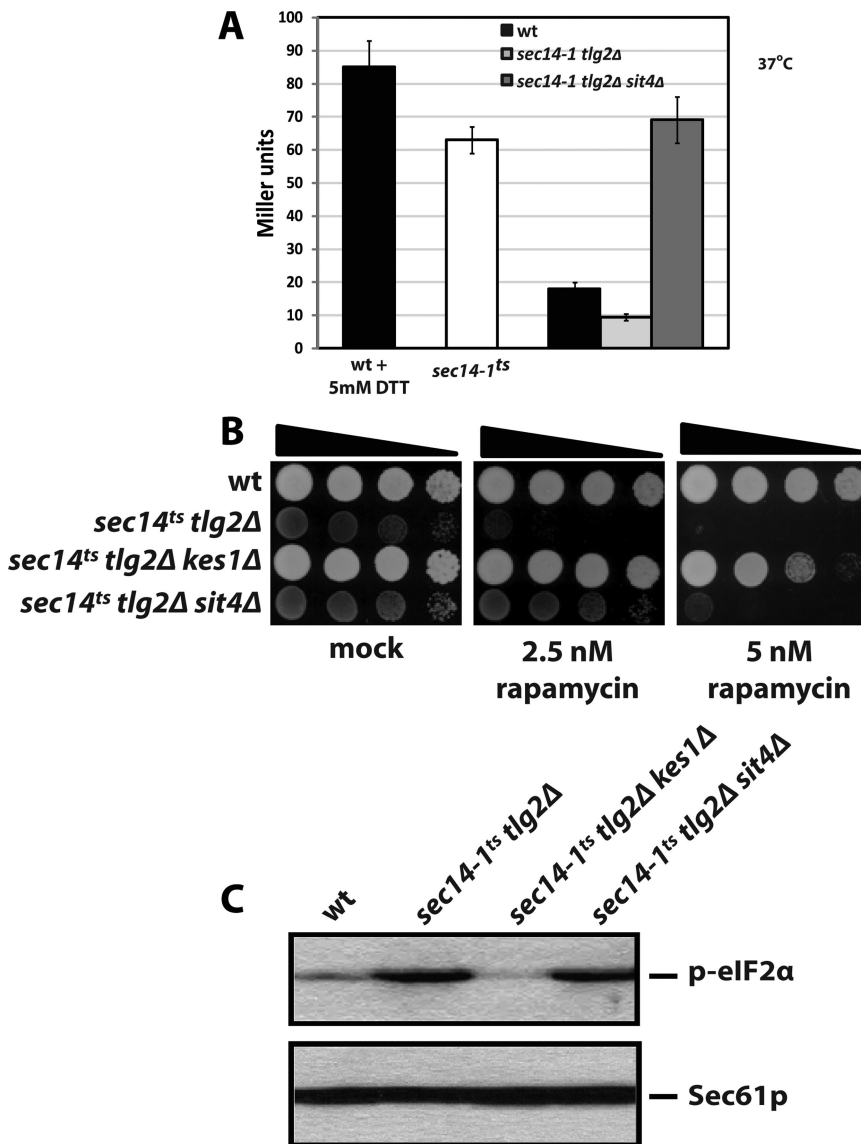 A
100
90
80
70
60
50
40
30
20
10
0
Miller units
wt
sec14-1 tlg2Δ
sec14-1 tlg2Δ sit4Δ
37°C
wt +
5mM DTT
sec14-1ᵗˢ
B
wt
sec14ᵗˢ tlg2Δ
sec14ᵗˢ tlg2Δ kes1Δ
sec14ᵗˢ tlg2Δ sit4Δ
mock
2.5 nM
rapamycin
5 nM
rapamycin
C
wt
sec14-1ᵗˢ tlg2Δ
sec14-1ᵗˢ tlg2Δ kes1Δ
sec14-1ᵗˢ tlg2Δ sit4Δ
p-eIF2α
Sec61p